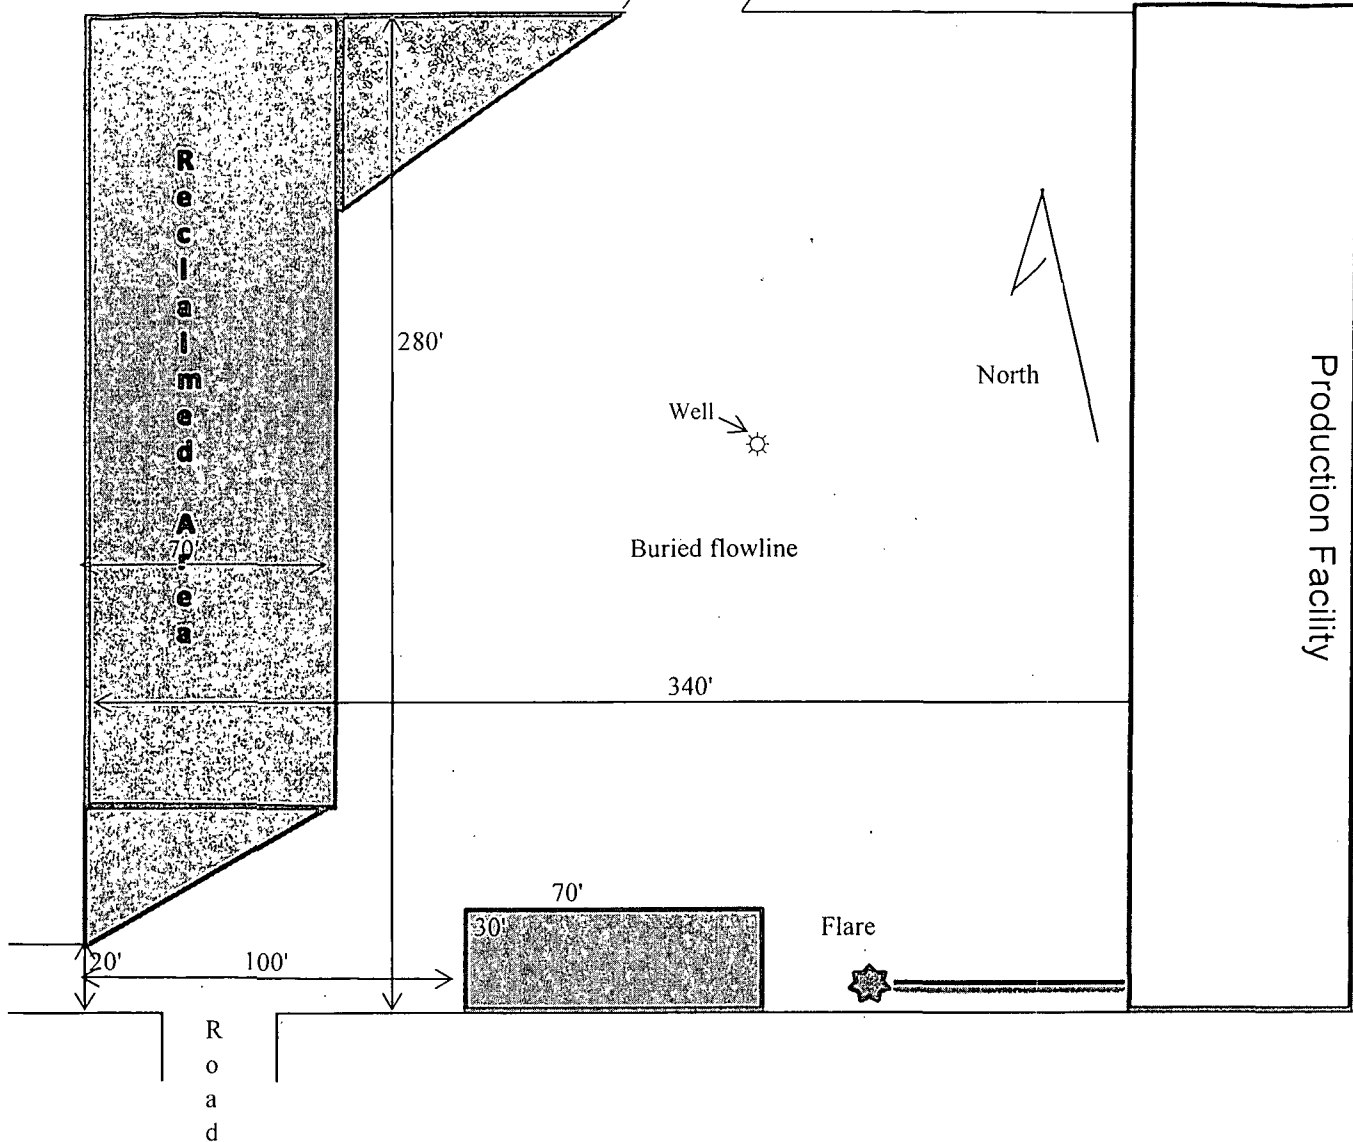 Reclaimed Area
280'
North
Well
Production Facility
Buried flowline
70'
340'
70'
30'
Flare
20'
100'
Road